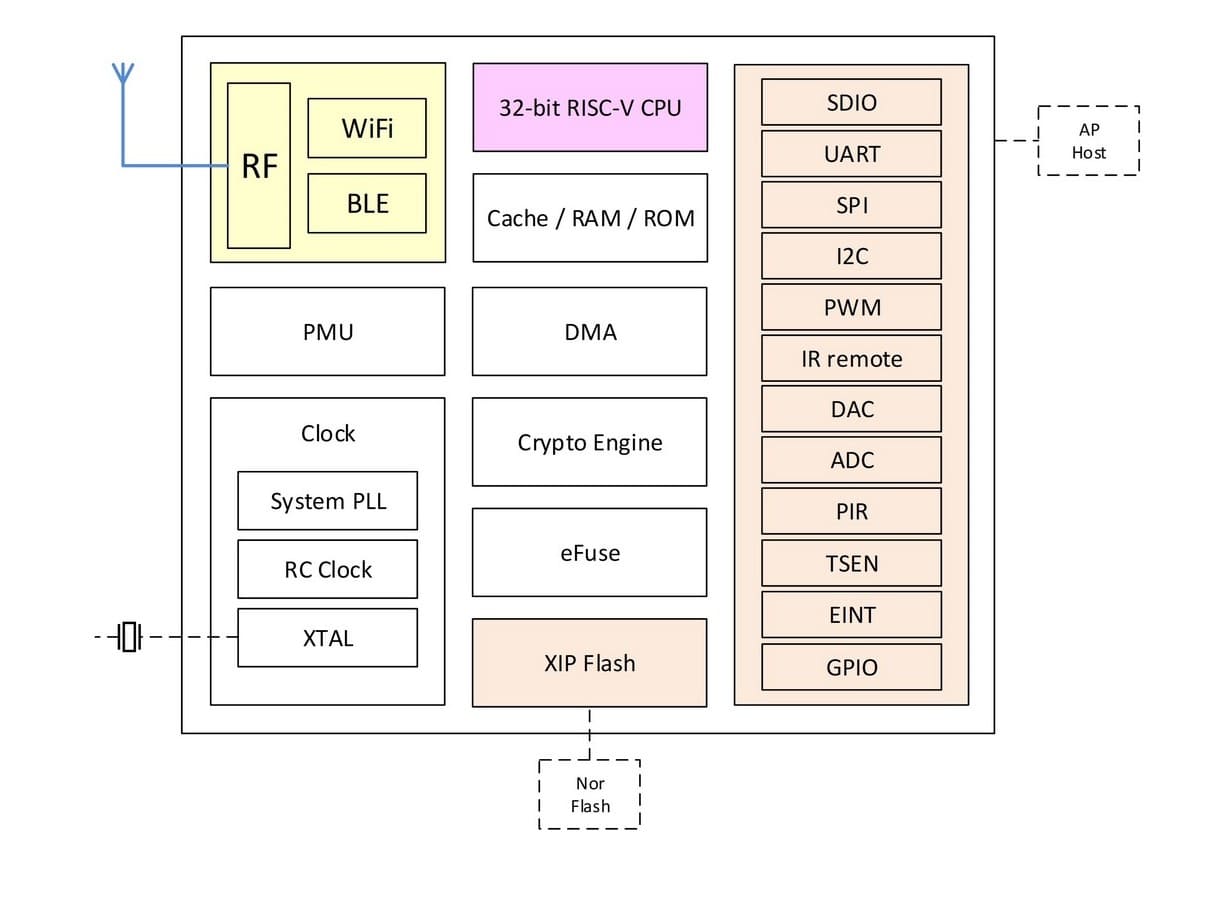 RF
WiFi
BLE
PMU
Clock
System PLL
RC Clock
XTAL
32-bit RISC-V CPU
Cache / RAM / ROM
DMA
Crypto Engine
eFuse
XIP Flash
SDIO
UART
SPI
I2C
PWM
IR remote
DAC
ADC
PIR
TSEN
EINT
GPIO
AP
Host
Nor
Flash